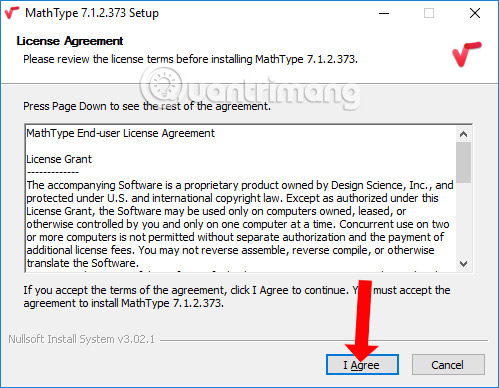 MathType 7.1.2.373 Setup
License Agreement
Please review the license terms before installing MathType 7.1.2.373.
Quantrimang
Press Page Down to see the rest of the agreement.
MathType End-user License Agreement
License Grant
-------------
The accompanying Software is a proprietary product owned by Design Science, Inc., and
protected under U.S. and international copyright law. Except as authorized under this
License Grant, the Software may be used only on computers owned, leased, or
otherwise controlled by you and only on one computer at a time. Concurrent use on two
or more computers is not permitted without separate authorization and the payment of
additional license fees. You may not reverse assemble, reverse compile, or otherwise
translate the Software.
If you accept the terms of the agreement, click I Agree to continue. must accept the
agreement to install MathType 7.1.2.373.
Nullsoft Install System v3.02.1
I Agree
Cancel